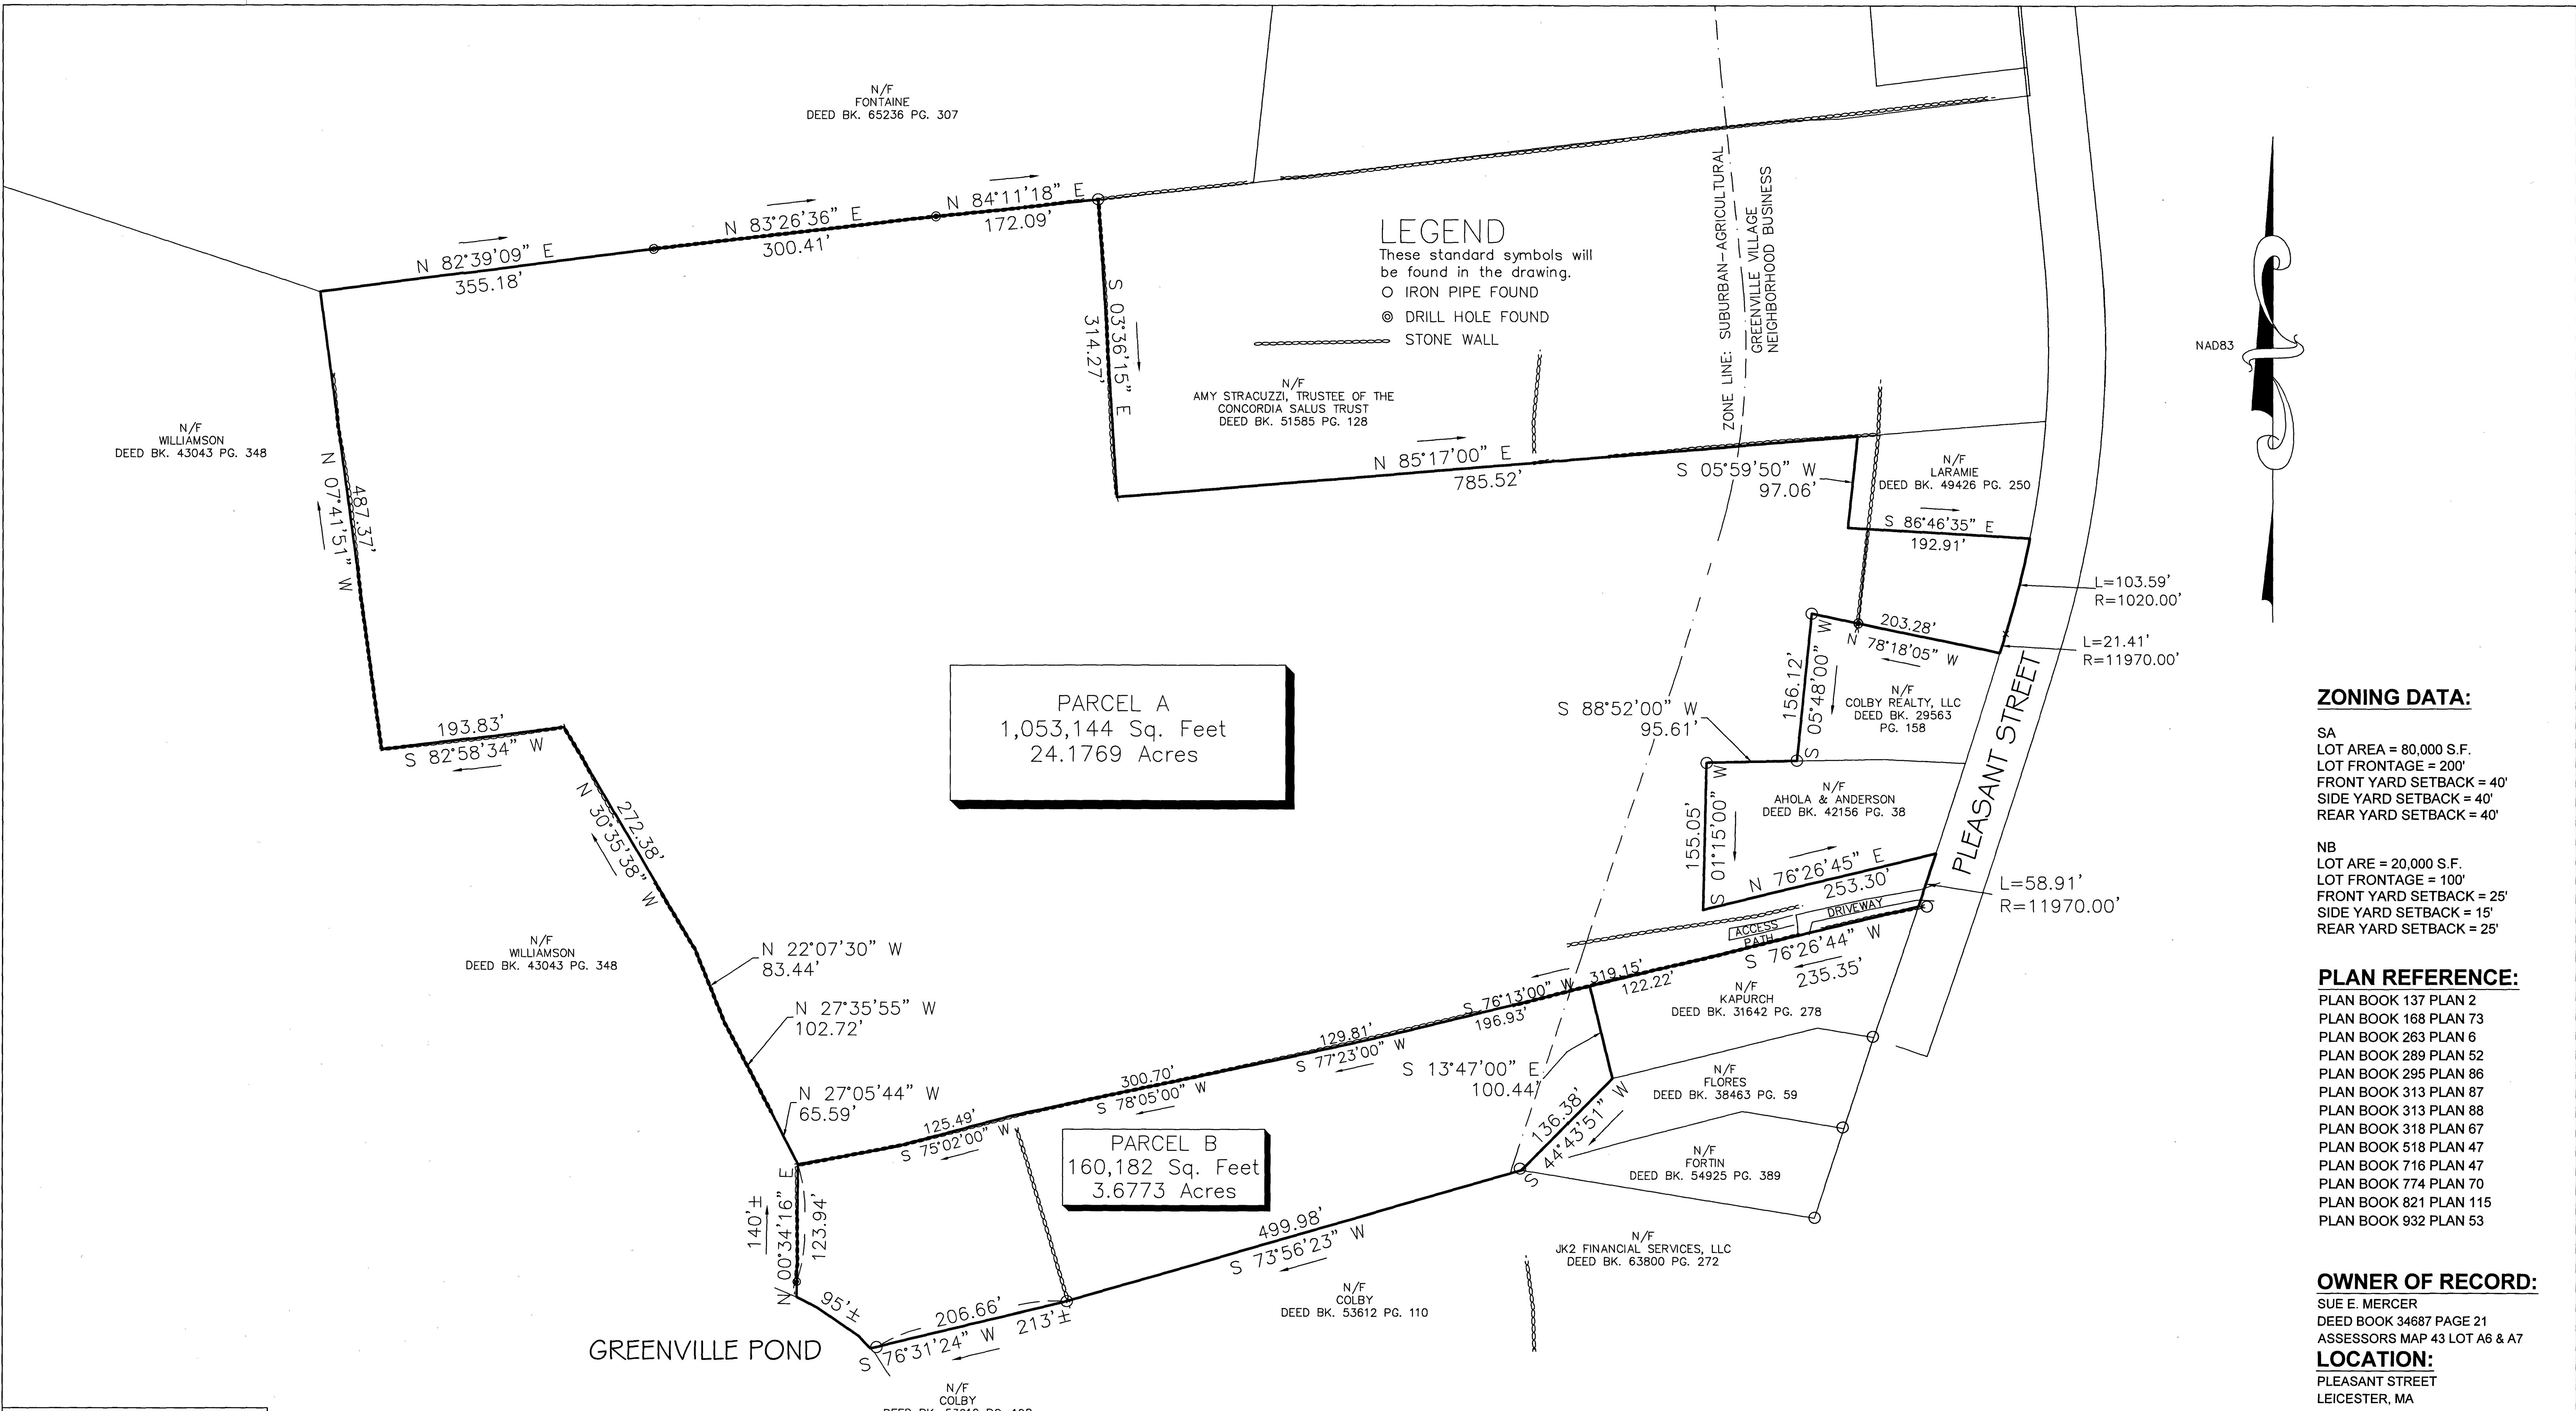 N/F
FONTAINE
DEED BK. 65236 PG. 307
N 82°39'09" E
355.18'
N 83°26'36" E
300.41'
N 84°11'18" E
172.09'
S 03°36'15" E
314.27'
LEGEND
These standard symbols will
be found in the drawing.
IRON PIPE FOUND
DRILL HOLE FOUND
STONE WALL
ZONE LINE: SUBURBAN-AGRICULTURAL
GREENVILLE VILLAGE
NEIGHBORHOOD BUSINESS
NAD83
N/F
AMY STRACUZZI, TRUSTEE OF THE
CONCORDIA SALUS TRUST
DEED BK. 51585 PG. 128
N/F
WILLIAMSON
DEED BK. 43043 PG. 348
487.37'
N 07°41'51" W
N 85°17'00" E
785.52'
S 05°59'50" W
97.06'
N/F
LARAMIE
DEED BK. 49426 PG. 250
S 86°46'35" E
192.91'
L=103.59'
R=1020.00'
L=21.41'
R=11970.00'
203.28'
N 78°18'05" W
156.12'
S 05°48'00" W
N/F
COLBY REALTY, LLC
DEED BK. 29563
PG. 158
S 88°52'00" W
95.61'
PARCEL A
1,053,144 Sq. Feet
24.1769 Acres
193.83'
S 82°58'34" W
272.38'
N 30°35'38" W
155.05'
S 01°15'00" W
N/F
AHOLA & ANDERSON
DEED BK. 42156 PG. 38
PLEASANT STREET
N 76°26'45" E
253.30'
L=58.91'
R=11970.00'
DRIVEWAY
ACCESS
PATH
S 76°26'44" W
235.35'
N/F
WILLIAMSON
DEED BK. 43043 PG. 348
N 22°07'30" W
83.44'
N 27°35'55" W
102.72'
N 27°05'44" W
65.59'
319.15'
S 76°13'00" W
122.22'
196.93'
129.81'
S 77°23'00" W
300.70'
S 78°05'00" W
125.49'
S 75°02'00" W
N/F
KAPURCH
DEED BK. 31642 PG. 278
S 13°47'00" E
100.44'
N/F
FLORES
DEED BK. 38463 PG. 59
136.38'
S 44°43'51" W
N/F
FORTIN
DEED BK. 54925 PG. 389
PARCEL B
160,182 Sq. Feet
3.6773 Acres
140'±
N 00°34'16" E
123.94'
95'±
206.66'
213'±
S 76°31'24" W
499.98'
S 73°56'23" W
N/F
JK2 FINANCIAL SERVICES, LLC
DEED BK. 63800 PG. 272
N/F
COLBY
DEED BK. 53612 PG. 110
GREENVILLE POND
N/F
COLBY
ZONING DATA:
SA
LOT AREA = 80,000 S.F.
LOT FRONTAGE = 200'
FRONT YARD SETBACK = 40'
SIDE YARD SETBACK = 40'
REAR YARD SETBACK = 40'
NB
LOT ARE = 20,000 S.F.
LOT FRONTAGE = 100'
FRONT YARD SETBACK = 25'
SIDE YARD SETBACK = 15'
REAR YARD SETBACK = 25'
PLAN REFERENCE:
PLAN BOOK 137 PLAN 2
PLAN BOOK 168 PLAN 73
PLAN BOOK 263 PLAN 6
PLAN BOOK 289 PLAN 52
PLAN BOOK 295 PLAN 86
PLAN BOOK 313 PLAN 87
PLAN BOOK 313 PLAN 88
PLAN BOOK 318 PLAN 67
PLAN BOOK 518 PLAN 47
PLAN BOOK 716 PLAN 47
PLAN BOOK 774 PLAN 70
PLAN BOOK 821 PLAN 115
PLAN BOOK 932 PLAN 53
OWNER OF RECORD:
SUE E. MERCER
DEED BOOK 34687 PAGE 21
ASSESSORS MAP 43 LOT A6 & A7
LOCATION:
PLEASANT STREET
LEICESTER, MA